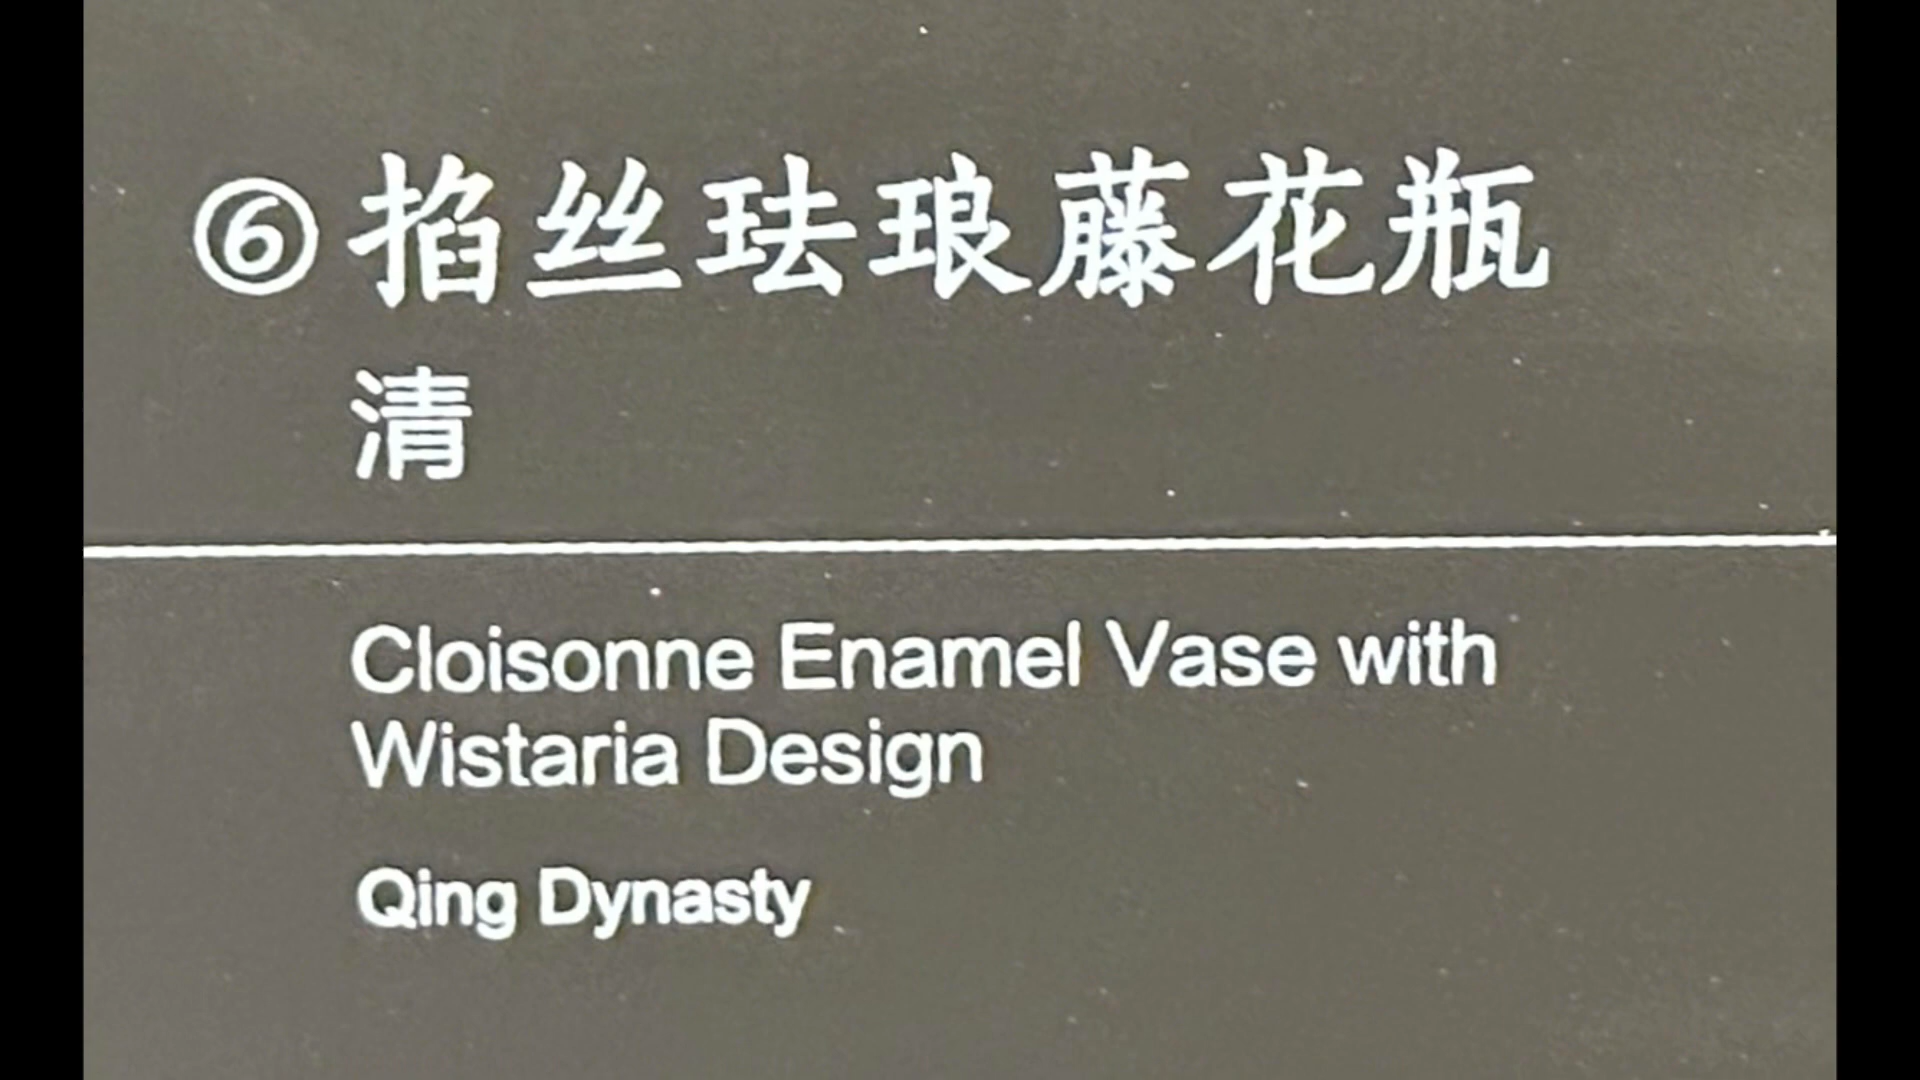 ⑥掐丝珐琅藤花瓶
清
Cloisonne Enamel Vase with
Wistaria Design
Qing Dynasty